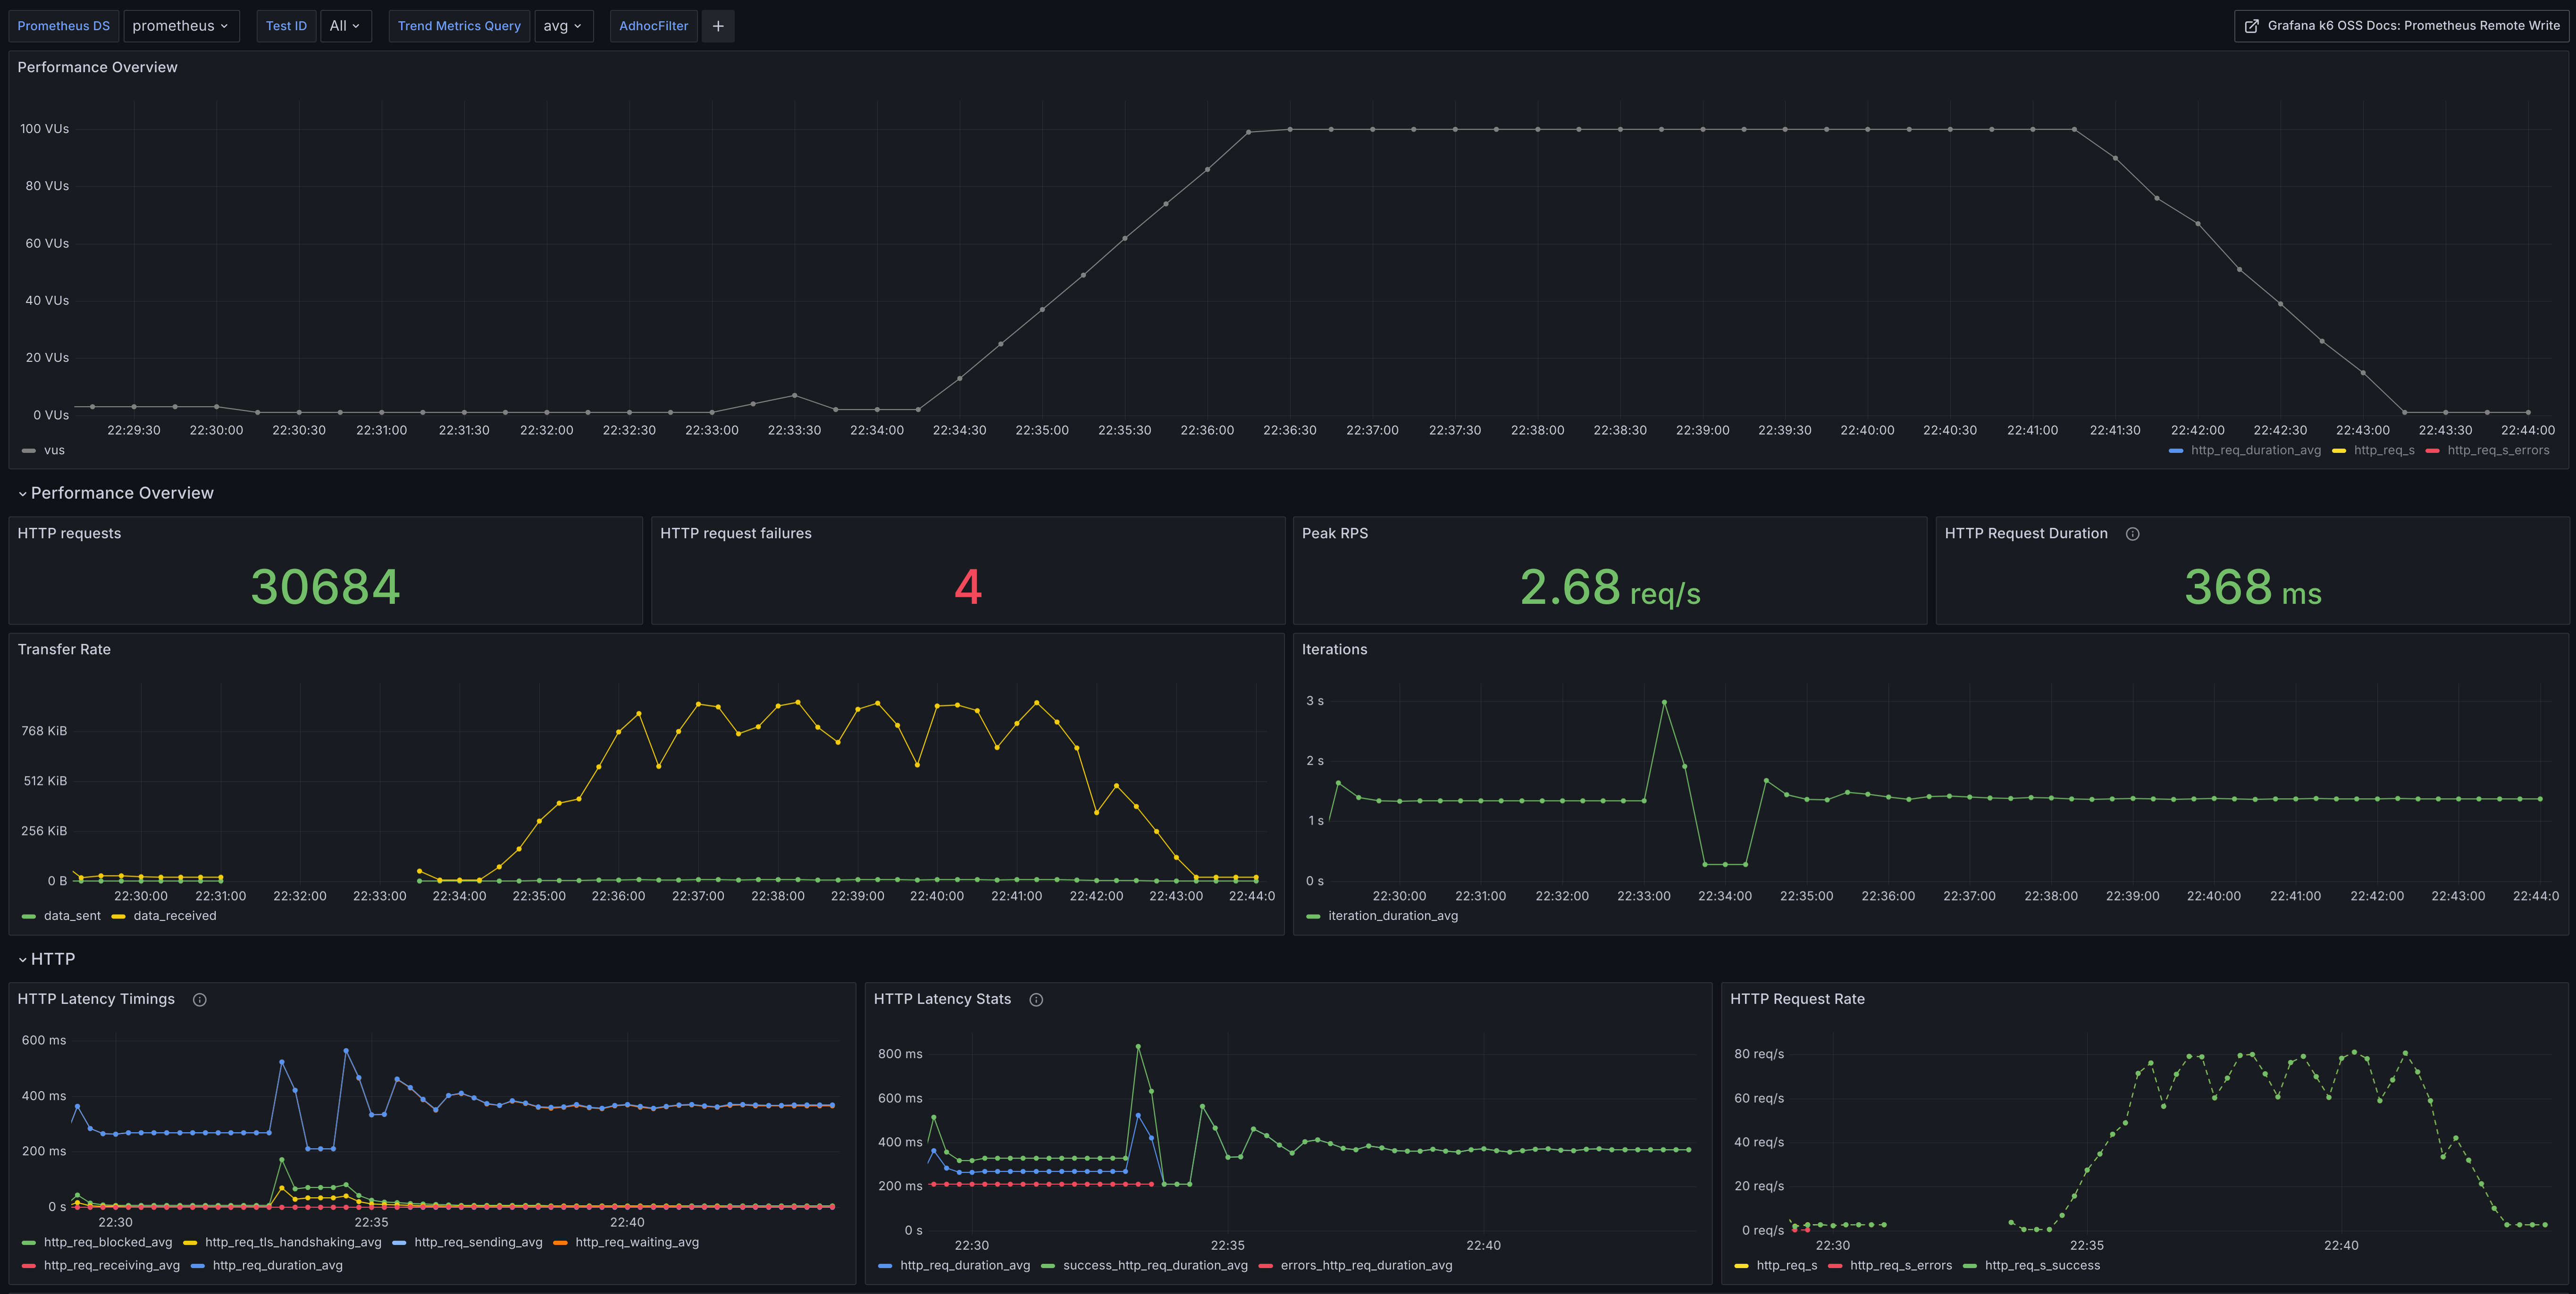 Prometheus DS prometheus Test ID All Trend Metrics Query avg AdhocFilter + Grafana k6 OSS Docs: Prometheus Remote Write
Performance Overview
100 VUs
80 VUs
60 VUs
40 VUs
20 VUs
0 VUs
22:29:30 22:30:00 22:30:30 22:31:00 22:31:30 22:32:00 22:32:30 22:33:00 22:33:30 22:34:00 22:34:30 22:35:00 22:35:30 22:36:00 22:36:30 22:37:00 22:37:30 22:38:00 22:38:30 22:39:00 22:39:30 22:40:00 22:40:30 22:41:00 22:41:30 22:42:00 22:42:30 22:43:00 22:43:30 22:44:00
vus http_req_duration_avg http_req_s http_req_s_errors
Performance Overview
HTTP requests
30684
HTTP request failures
4
Peak RPS
2.68 req/s
HTTP Request Duration
368 ms
Transfer Rate
768 KiB
512 KiB
256 KiB
0 B
22:30:00 22:31:00 22:32:00 22:33:00 22:34:00 22:35:00 22:36:00 22:37:00 22:38:00 22:39:00 22:40:00 22:41:00 22:42:00 22:43:00 22:44:0
data_sent data_received
Iterations
3 s
2 s
1 s
0 s
22:30:00 22:31:00 22:32:00 22:33:00 22:34:00 22:35:00 22:36:00 22:37:00 22:38:00 22:39:00 22:40:00 22:41:00 22:42:00 22:43:00 22:44:0
iteration_duration_avg
HTTP
HTTP Latency Timings
600 ms
400 ms
200 ms
0 s
22:30 22:35 22:40
http_req_blocked_avg http_req_tls_handshaking_avg http_req_sending_avg http_req_waiting_avg
http_req_receiving_avg http_req_duration_avg
HTTP Latency Stats
800 ms
600 ms
400 ms
200 ms
0 s
22:30 22:35 22:40
http_req_duration_avg success_http_req_duration_avg errors_http_req_duration_avg
HTTP Request Rate
80 req/s
60 req/s
40 req/s
20 req/s
0 req/s
22:30 22:35 22:40
http_req_s http_req_s_errors http_req_s_success